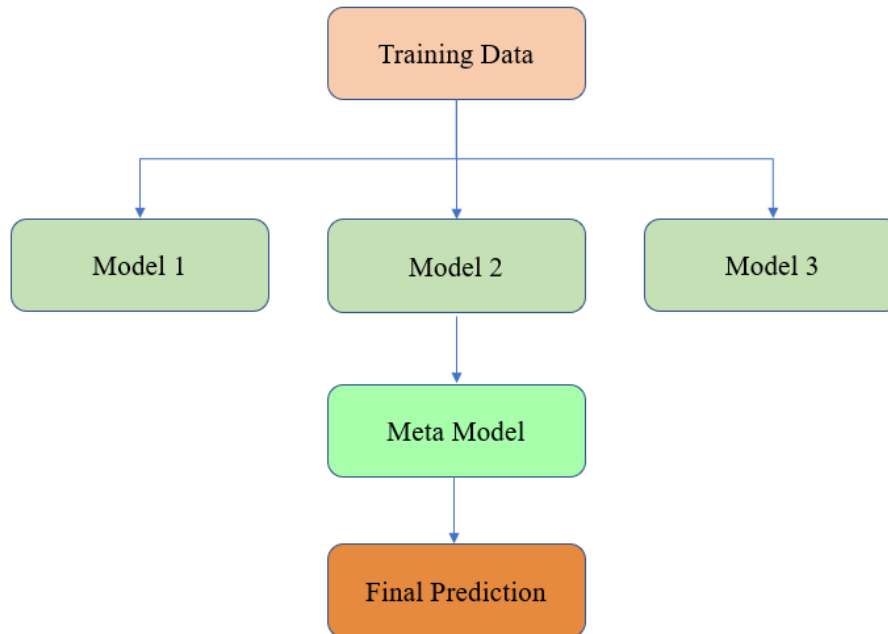 Training Data
Model 1
Model 2
Model 3
Meta Model
Final Prediction